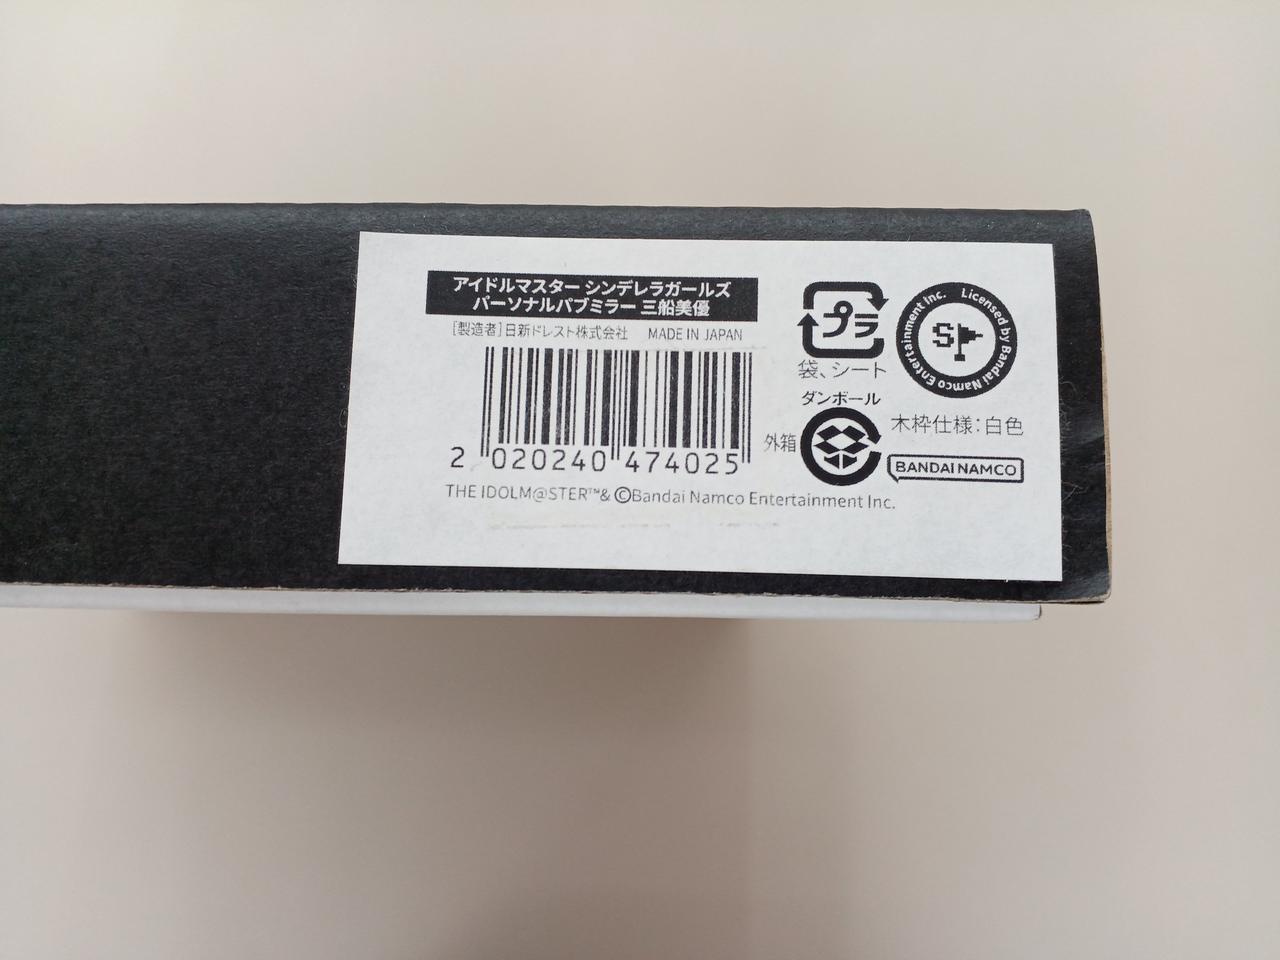 アイドルマスター シンデレラガールズ
パーソナルパブミラー 三船美優
[製造者]日新ドレスト株式会社 MADE IN JAPAN
2 020240 474025
THE IDOLM@STER™& ©Bandai Namco Entertainment Inc.
プラ
袋、シート
ダンボール
外箱
Licensed by Bandai Namco Entertainment Inc.
SP
木枠仕様:白色
BANDAI NAMCO